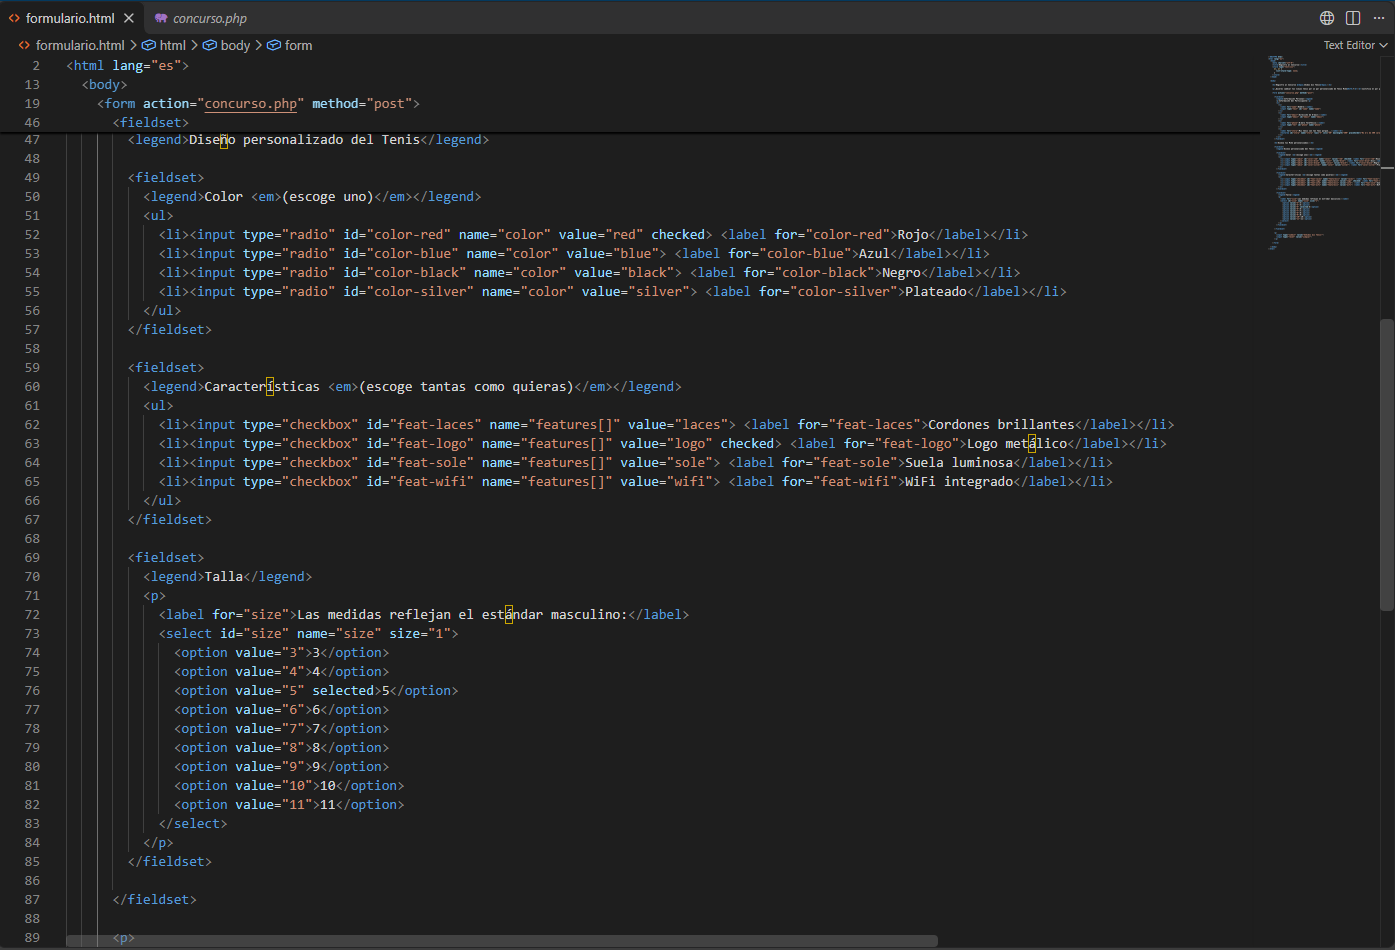 formulario.html
concurso.php
formulario.html > html > body > form
Text Editor
2 <html lang="es">
13 <body>
19 <form action="concurso.php" method="post">
46 <fieldset>
47 <legend>Diseño personalizado del Tenis</legend>
48
49 <fieldset>
50 <legend>Color <em>(escoge uno)</em></legend>
51 <ul>
52 <li><input type="radio" id="color-red" name="color" value="red" checked> <label for="color-red">Rojo</label></li>
53 <li><input type="radio" id="color-blue" name="color" value="blue"> <label for="color-blue">Azul</label></li>
54 <li><input type="radio" id="color-black" name="color" value="black"> <label for="color-black">Negro</label></li>
55 <li><input type="radio" id="color-silver" name="color" value="silver"> <label for="color-silver">Plateado</label></li>
56 </ul>
57 </fieldset>
58
59 <fieldset>
60 <legend>Características <em>(escoge tantas como quieras)</em></legend>
61 <ul>
62 <li><input type="checkbox" id="feat-laces" name="features[]" value="laces"> <label for="feat-laces">Cordones brillantes</label></li>
63 <li><input type="checkbox" id="feat-logo" name="features[]" value="logo" checked> <label for="feat-logo">Logo metálico</label></li>
64 <li><input type="checkbox" id="feat-sole" name="features[]" value="sole"> <label for="feat-sole">Suela luminosa</label></li>
65 <li><input type="checkbox" id="feat-wifi" name="features[]" value="wifi"> <label for="feat-wifi">WiFi integrado</label></li>
66 </ul>
67 </fieldset>
68
69 <fieldset>
70 <legend>Talla</legend>
71 <p>
72 <label for="size">Las medidas reflejan el estándar masculino:</label>
73 <select id="size" name="size" size="1">
74 <option value="3">3</option>
75 <option value="4">4</option>
76 <option value="5" selected>5</option>
77 <option value="6">6</option>
78 <option value="7">7</option>
79 <option value="8">8</option>
80 <option value="9">9</option>
81 <option value="10">10</option>
82 <option value="11">11</option>
83 </select>
84 </p>
85 </fieldset>
86
87 </fieldset>
88
89 <p>